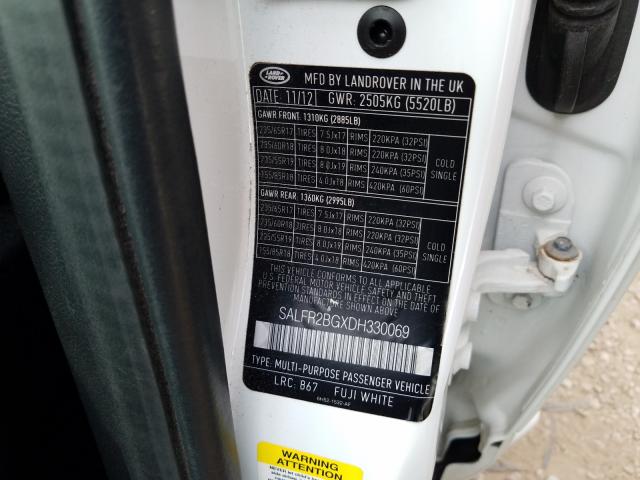 LAND ROVER
MFD BY LANDROVER IN THE UK
DATE: 11/12 GWR: 2505KG (5520LB)
GAWR FRONT: 1310KG (2885LB)
235/65R17 TIRES 7.5Jx17 RIMS 220KPA (32PSI)
235/60R18 TIRES 8.0Jx18 RIMS 220KPA (32PSI) COLD
235/55R19 TIRES 8.0Jx19 RIMS 240KPA (35PSI) SINGLE
155/85R18 TIRES 4.0Jx18 RIMS 420KPA (60PSI)
GAWR REAR: 1360KG (2995LB)
235/65R17 TIRES 7.5Jx17 RIMS 220KPA (32PSI)
235/60R18 TIRES 8.0Jx18 RIMS 220KPA (32PSI) COLD
235/55R19 TIRES 8.0Jx19 RIMS 240KPA (35PSI) SINGLE
155/85R18 TIRES 4.0Jx18 RIMS 420KPA (60PSI)
THIS VEHICLE CONFORMS TO ALL APPLICABLE
U.S. FEDERAL MOTOR VEHICLE SAFETY AND THEFT
PREVENTION STANDARDS IN EFFECT ON THE DATE OF
MANUFACTURE SHOWN ABOVE
SALFR2BGXDH330069
TYPE: MULTI-PURPOSE PASSENGER VEHICLE
LRC: B67 FUJI WHITE
WARNING
ATTENTION